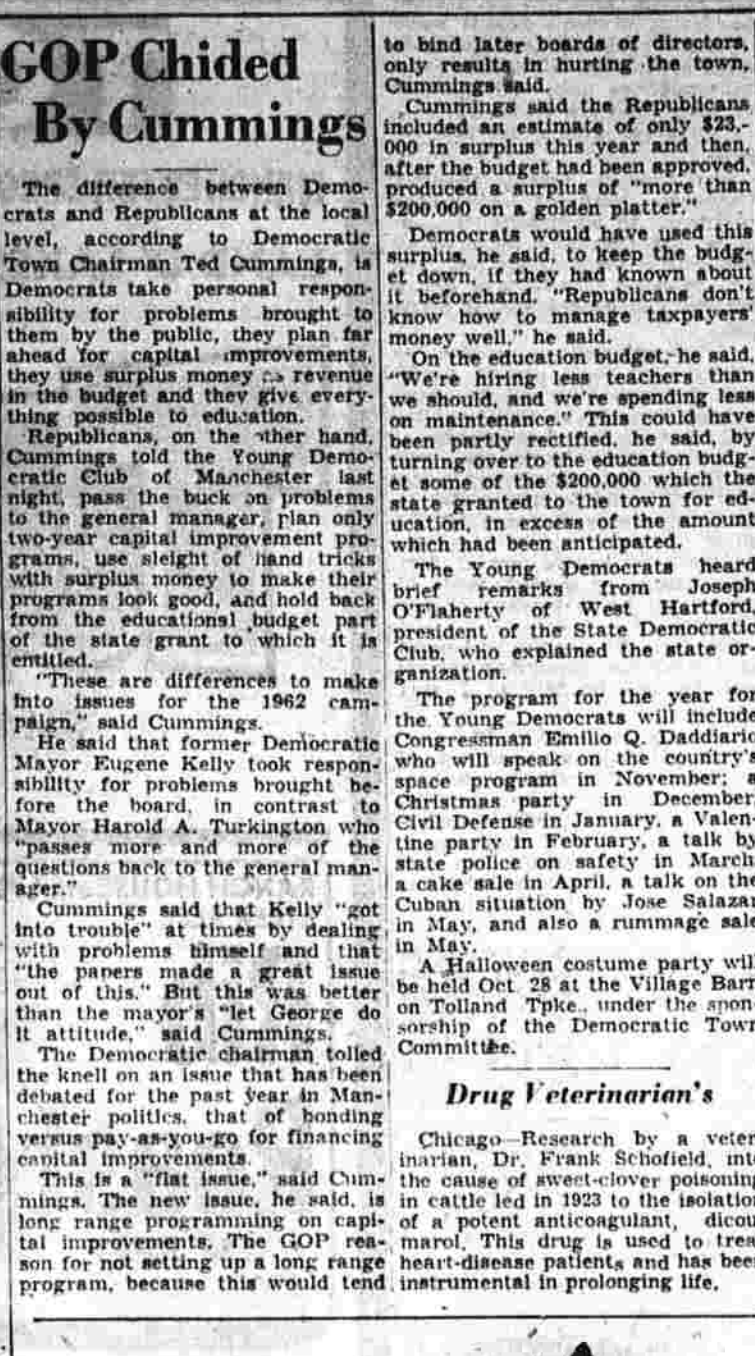 GOP Chided
By Cummings
The difference between Demo-
crats and Republicans at the local
level, according to Democratic
Town Chairman Ted Cummings, is
Democrats take personal respon-
sibility for problems brought to
them by the public, they plan far
ahead for capital improvements,
they use surplus money as revenue
in the budget and they give every-
thing possible to education.
Republicans, on the other hand,
Cummings told the Young Demo-
cratic Club of Manchester last
night, pass the buck on problems
to the general manager, plan only
two-year capital improvement pro-
grams, use sleight of hand tricks
with surplus money to make their
programs look good, and hold back
from the educational budget part
of the state grant to which it is
entitled.
"These are differences to make
into issues for the 1962 cam-
paign," said Cummings.
He said that former Democratic
Mayor Eugene Kelly took respon-
sibility for problems brought be-
fore the board, in contrast to
Mayor Harold A. Turkington who
"passes more and more of the
questions back to the general man-
ager."
Cummings said that Kelly "got
into trouble" at times by dealing
with problems himself and that
"the papers made a great issue
out of this." But this was better
than the mayor's "let George do
it attitude," said Cummings.
The Democratic chairman tolled
the knell on an issue that has been
debated for the past year in Man-
chester politics, that of bonding
versus pay-as-you-go for financing
capital improvements.
This is a "flat issue," said Cum-
mings. The new issue, he said, is
long range programming on capi-
tal improvements. The GOP rea-
son for not setting up a long range
program, because this would tend
to bind later boards of directors,
only results in hurting the town,
Cummings said.
Cummings said the Republicans
included an estimate of only $23,-
000 in surplus this year and then,
after the budget had been approved,
produced a surplus of "more than
$200,000 on a golden platter."
Democrats would have used this
surplus, he said, to keep the budg-
et down, if they had known about
it beforehand. "Republicans don't
know how to manage taxpayers'
money well," he said.
On the education budget, he said,
"We're hiring less teachers than
we should, and we're spending less
on maintenance." This could have
been partly rectified, he said, by
turning over to the education budg-
et some of the $200,000 which the
state granted to the town for ed-
ucation, in excess of the amount
which had been anticipated.
The Young Democrats heard
brief remarks from Joseph
O'Flaherty of West Hartford
president of the State Democratic
Club, who explained the state or-
ganization.
The program for the year for
the Young Democrats will include
Congressman Emilio Q. Daddario
who will speak on the country's
space program in November; a
Christmas party in December
Civil Defense in January, a Valen-
tine party in February, a talk by
state police on safety in March
a cake sale in April, a talk on the
Cuban situation by Jose Salazar
in May, and also a rummage sale
in May.
A Halloween costume party will
be held Oct. 28 at the Village Barn
on Tolland Tpke., under the spon-
sorship of the Democratic Town
Committee.
Drug Veterinarian's
Chicago—Research by a veter
inarian, Dr. Frank Schofield, int
the cause of sweet-clover poisoning
in cattle led in 1923 to the isolatio
of a potent anticoagulant, dicou
marol. This drug is used to trea
heart-disease patients and has bee
instrumental in prolonging life.